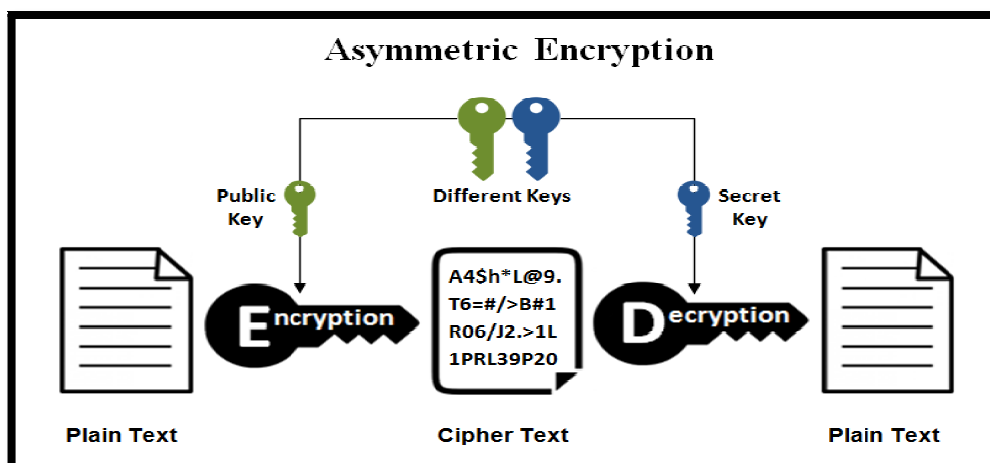 Asymmetric Encryption
Public
Key
Different Keys
Secret
Key
Encryption
A4$h*L@9.
T6=#/>B#1
R06/J2.>1L
1PRL39P20
Decryption
Plain Text
Cipher Text
Plain Text